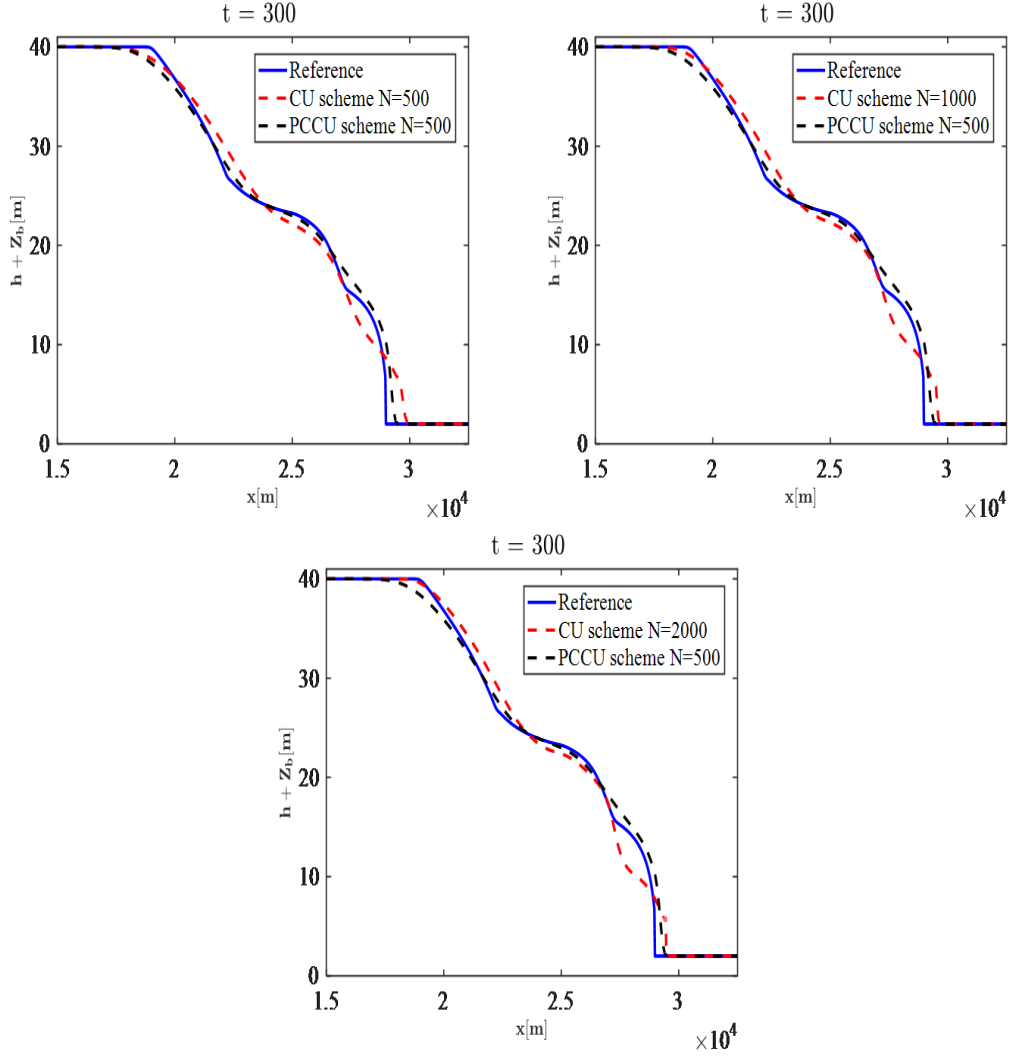 t = 300
t = 300
40
30
20
10
0
h + Z_b[m]
Reference
CU scheme N=500
PCCU scheme N=500
1.5 2 2.5 3
x[m]
×10^4
40
30
20
10
0
h + Z_b[m]
Reference
CU scheme N=1000
PCCU scheme N=500
1.5 2 2.5 3
x[m]
×10^4
t = 300
40
30
20
10
0
h + Z_b[m]
Reference
CU scheme N=2000
PCCU scheme N=500
1.5 2 2.5 3
x[m]
×10^4